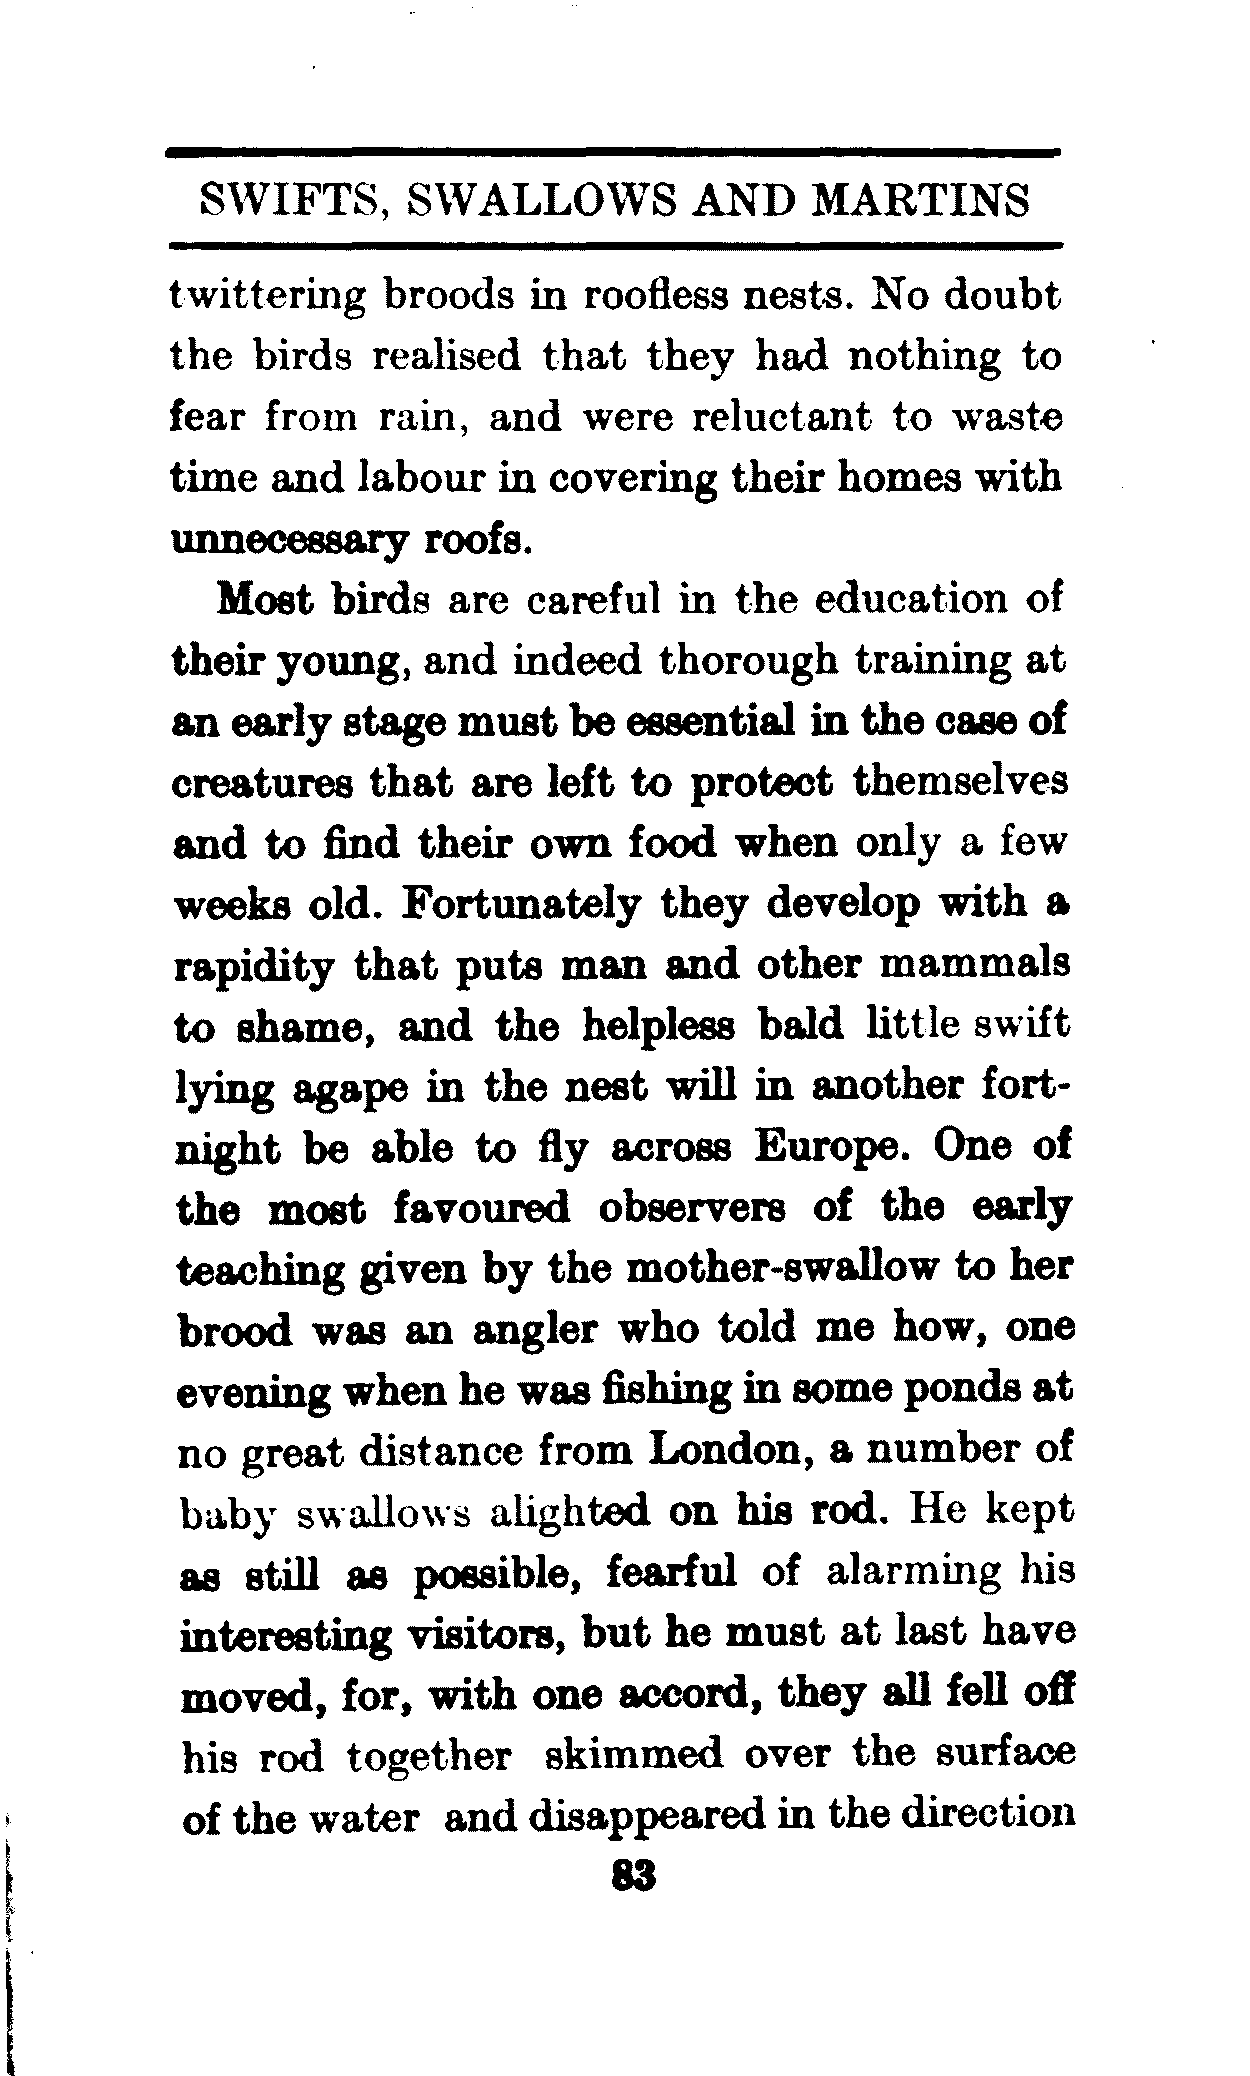 SWIFTS, SWALLOWS AND MARTINS
twittering broods in roofless nests. No doubt
the birds realised that they had nothing to
fear from rain, and were reluctant to waste
time and labour in covering their homes with
unnecessary roofs.
Most birds are careful in the education of
their young, and indeed thorough training at
an early stage must be essential in the case of
creatures that are left to protect themselves
and to find their own food when only a few
weeks old. Fortunately they develop with a
rapidity that puts man and other mammals
to shame, and the helpless bald little swift
lying agape in the nest will in another fort-
night be able to fly across Europe. One of
the most favoured observers of the early
teaching given by the mother-swallow to her
brood was an angler who told me how, one
evening when he was fishing in some ponds at
no great distance from London, a number of
baby swallows alighted on his rod. He kept
as still as possible, fearful of alarming his
interesting visitors, but he must at last have
moved, for, with one accord, they all fell off
his rod together skimmed over the surface
of the water and disappeared in the direction
83